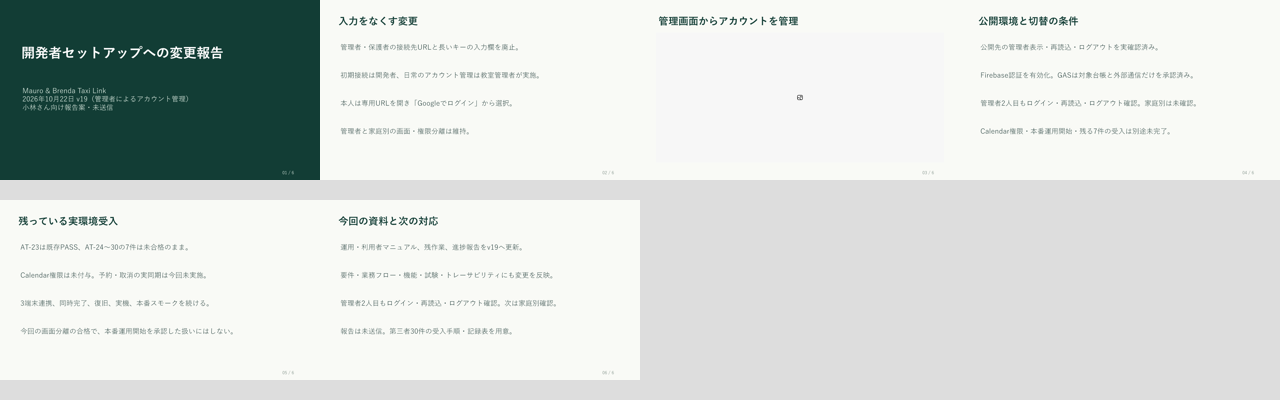 開発者セットアップへの変更報告
Mauro & Brenda Taxi Link
2026年10月22日 v19（管理者によるアカウント管理）
小林さん向け報告案・未送信
01 / 6
入力をなくす変更
管理者・保護者の接続先URLと長いキーの入力欄を廃止。
初期接続は開発者、日常のアカウント管理は教室管理者が実施。
本人は専用URLを開き「Googleでログイン」から選択。
管理者と家庭別の画面・権限分離は維持。
02 / 6
管理画面からアカウントを管理
03 / 6
公開環境と切替の条件
公開先の管理者表示・再読込・ログアウトを実確認済み。
Firebase認証を有効化。GASは対象台帳と外部通信だけを承認済み。
管理者2人目もログイン・再読込・ログアウト確認。家庭別は未確認。
Calendar権限・本番運用開始・残る7件の受入は別途未完了。
04 / 6
残っている実環境受入
AT-23は既存PASS、AT-24〜30の7件は未合格のまま。
Calendar権限は未付与。予約・取消の実同期は今回未実施。
3端末連携、同時完了、復旧、実機、本番スモークを続ける。
今回の画面分離の合格で、本番運用開始を承認した扱いにはしない。
05 / 6
今回の資料と次の対応
運用・利用者マニュアル、残作業、進捗報告をv19へ更新。
要件・業務フロー・機能・試験・トレーサビリティにも変更を反映。
管理者2人目もログイン・再読込・ログアウト確認。次は家庭別確認。
報告は未送信。第三者30件の受入手順・記録表を用意。
06 / 6